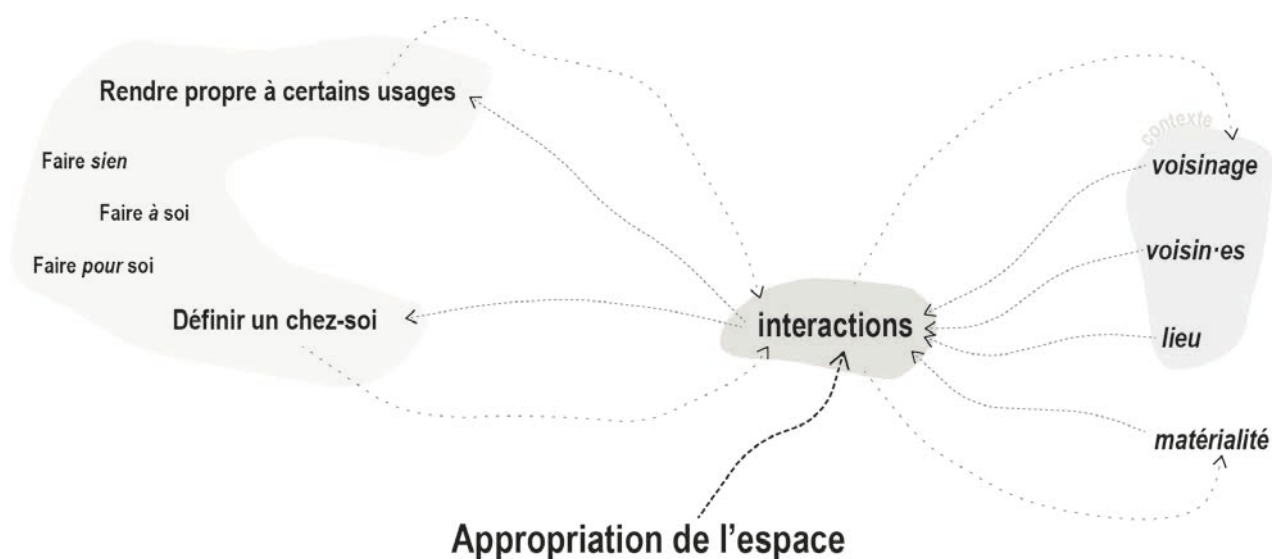 Rendre propre à certains usages
contexte
Faire sien
voisinage
Faire à soi
voisin·es
Faire pour soi
Définir un chez-soi
interactions
lieu
matérialité
Appropriation de l'espace